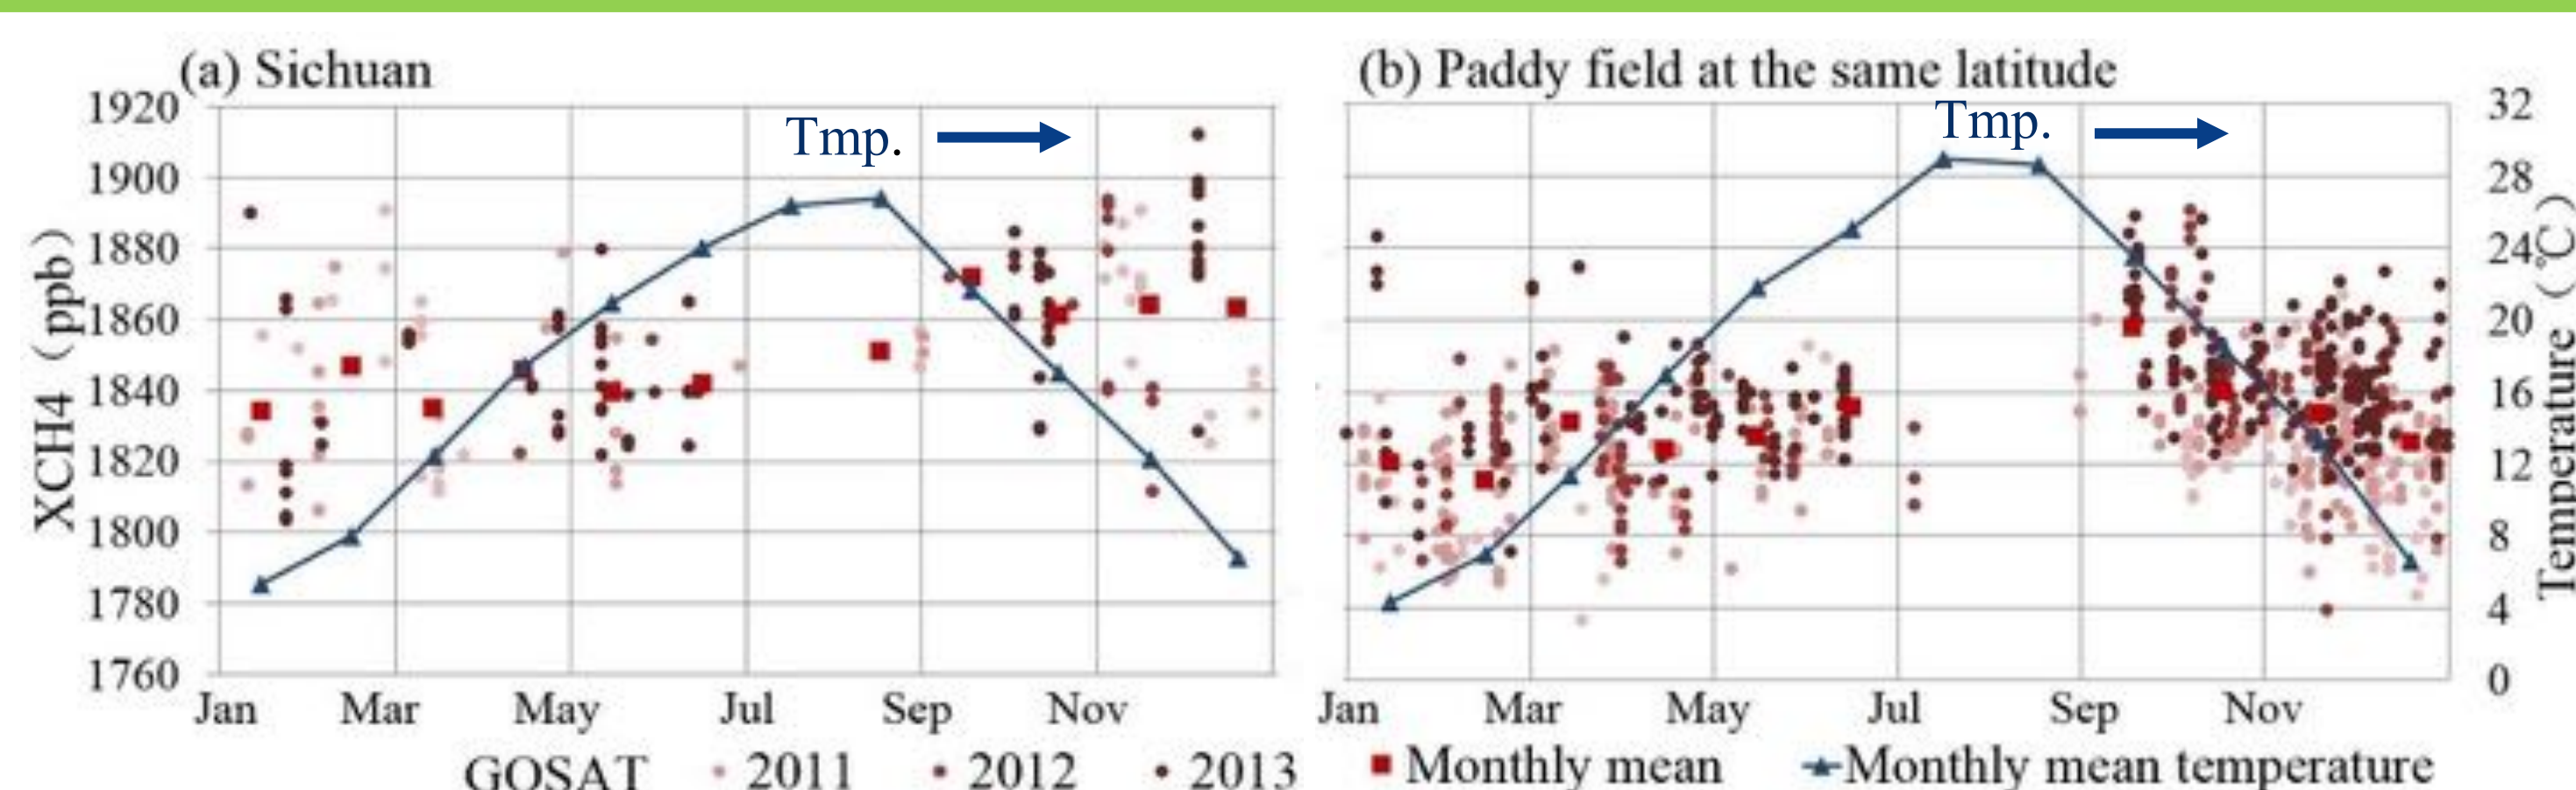 (a) Sichuan
(b) Paddy field at the same latitude
Tmp.
Tmp.
XCH4 (ppb)
1920
1900
1880
1860
1840
1820
1800
1780
1760
32
28
24
20
16
12
8
4
0
Temperature (℃)
Jan Mar May Jul Sep Nov
Jan Mar May Jul Sep Nov
GOSAT 2011 2012 2013 Monthly mean Monthly mean temperature